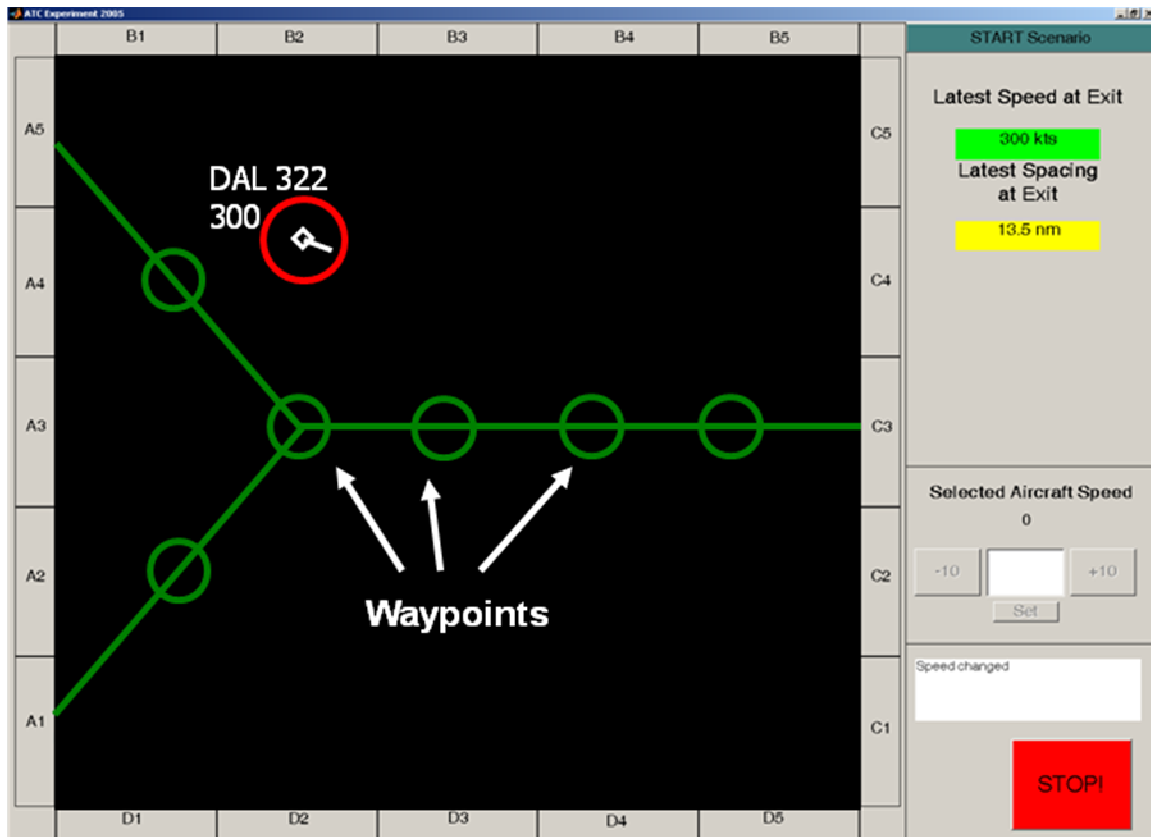 ATC Experiment 2005
B1 B2 B3 B4 B5
START Scenario
Latest Speed at Exit
300 kts
Latest Spacing
at Exit
13.5 nm
A5
C5
DAL 322
300
A4
C4
A3
C3
Selected Aircraft Speed
0
-10
+10
Set
A2
C2
Waypoints
Speed changed
A1
C1
STOP!
D1 D2 D3 D4 D5